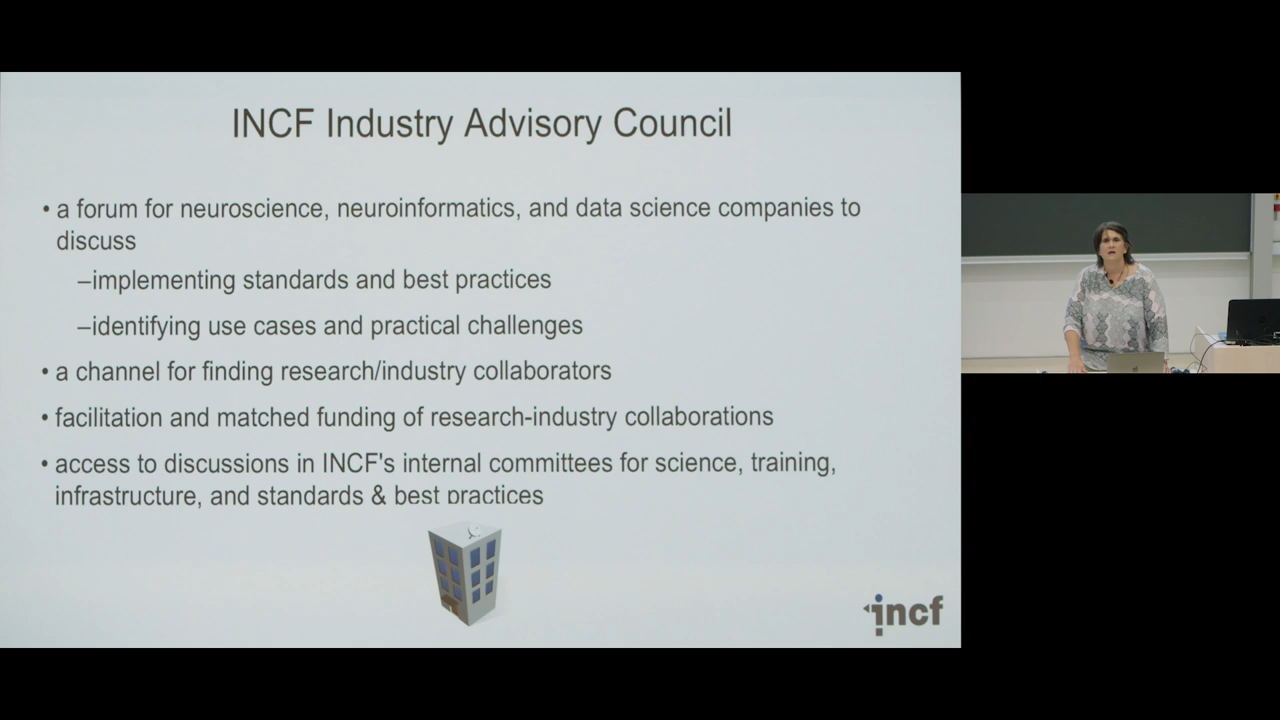 INCF Industry Advisory Council
• a forum for neuroscience, neuroinformatics, and data science companies to
discuss
–implementing standards and best practices
–identifying use cases and practical challenges
• a channel for finding research/industry collaborators
• facilitation and matched funding of research-industry collaborations
• access to discussions in INCF's internal committees for science, training,
infrastructure, and standards & best practices
incf